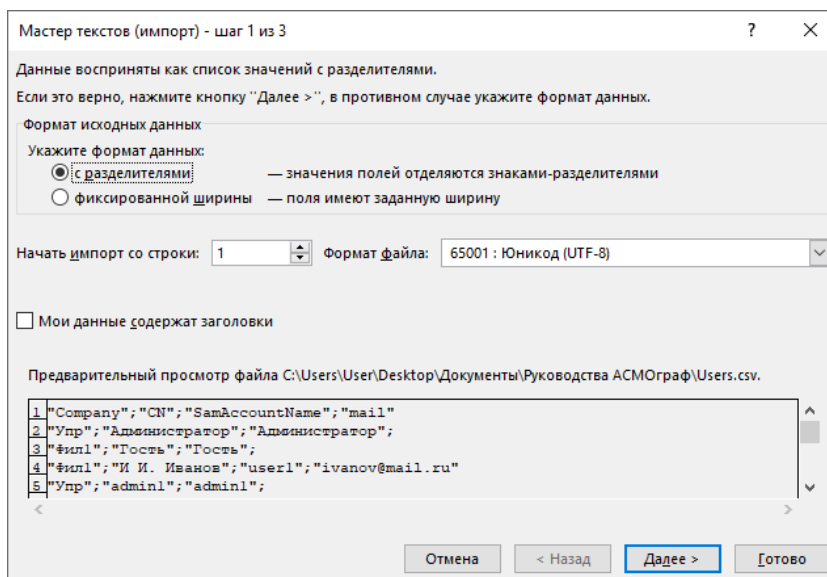 Мастер текстов (импорт) - шаг 1 из 3 ?
Данные восприняты как список значений с разделителями.
Если это верно, нажмите кнопку "Далее >", в противном случае укажите формат данных.
Формат исходных данных
Укажите формат данных:
с разделителями — значения полей отделяются знаками-разделителями
фиксированной ширины — поля имеют заданную ширину
Начать импорт со строки: 1 Формат файла: 65001 : Юникод (UTF-8)
Мои данные содержат заголовки
Предварительный просмотр файла C:\Users\User\Desktop\Документы\Руководства АСМОграф\Users.csv.
1 "Company";"CN";"SamAccountName";"mail"
2 "Упр";"Администратор";"Администратор";
3 "Фил1";"Гость";"Гость";
4 "Фил1";"И И. Иванов";"user1";"ivanov@mail.ru"
5 "Упр";"admin1";"admin1";
Отмена < Назад Далее > Готово